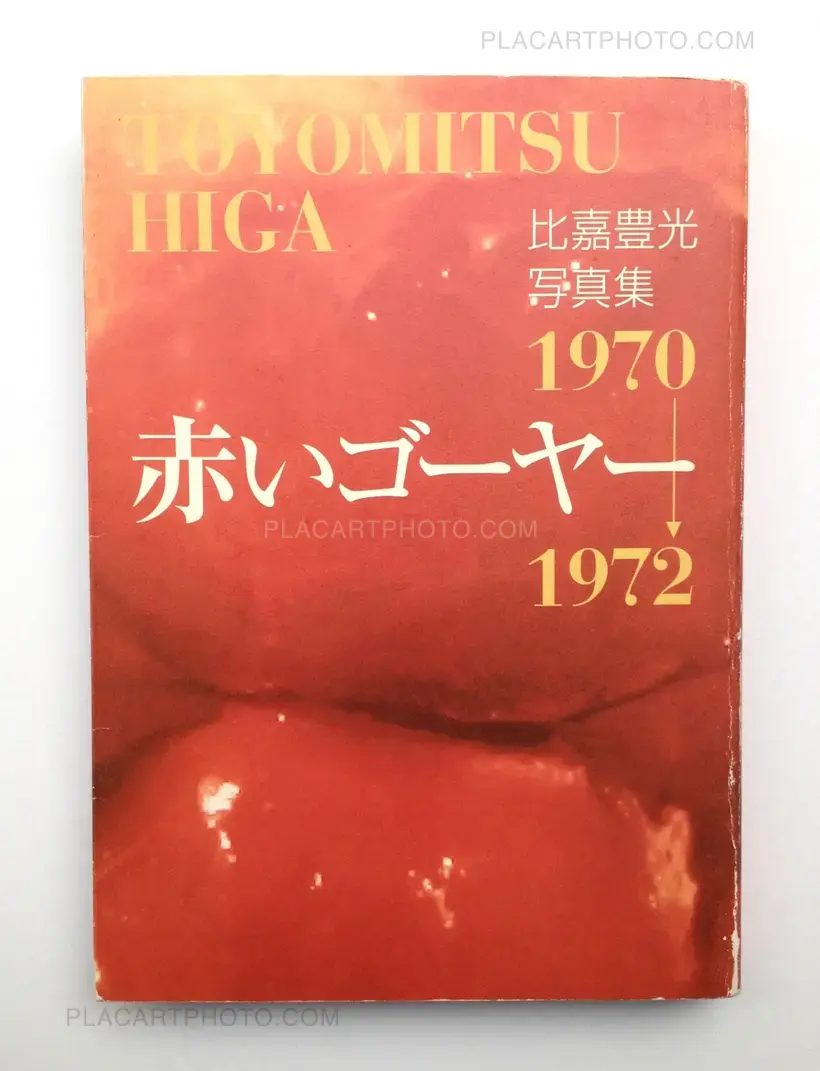 PLACARTPHOTO.COM
TOYOMITSU
HIGA
比嘉豊光
写真集
1970
赤いゴーヤー
PLACARTPHOTO.COM
1972
PLACARTPHOTO.COM